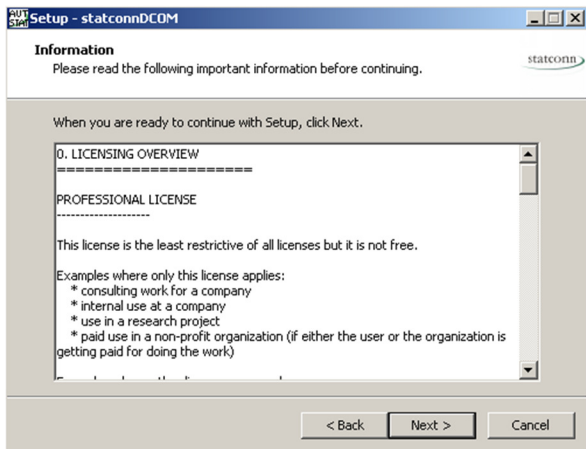 Setup - statconnDCOM
Information
Please read the following important information before continuing.
statconn
When you are ready to continue with Setup, click Next.
0. LICENSING OVERVIEW
=====================
PROFESSIONAL LICENSE
--------------------
This license is the least restrictive of all licenses but it is not free.
Examples where only this license applies:
* consulting work for a company
* internal use at a company
* use in a research project
* paid use in a non-profit organization (if either the user or the organization is
getting paid for doing the work)
< Back
Next >
Cancel